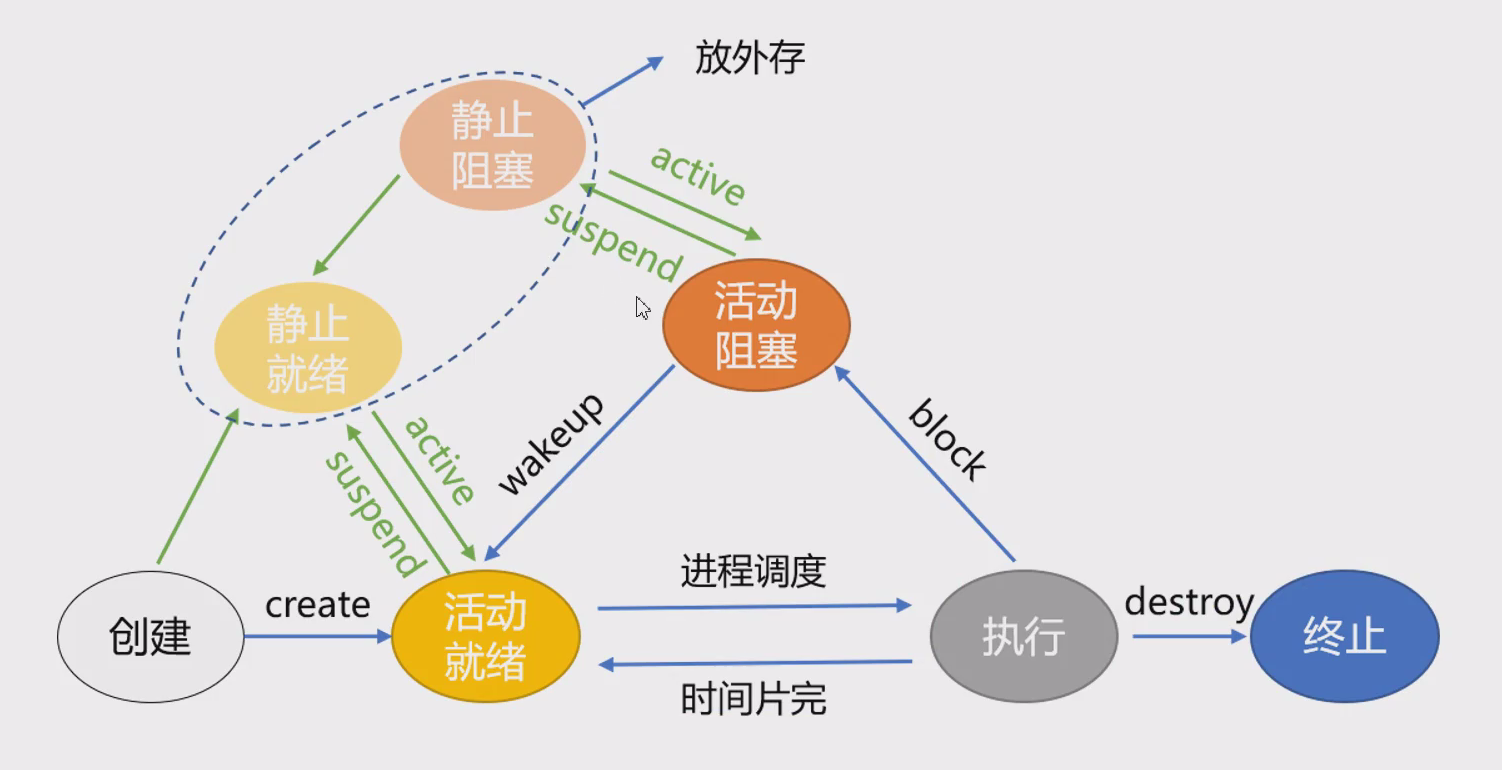 放外存
静止
阻塞
active
suspend
活动
阻塞
静止
就绪
active
suspend
wakeup
block
进程调度
create
destroy
创建
活动
就绪
执行
终止
时间片完